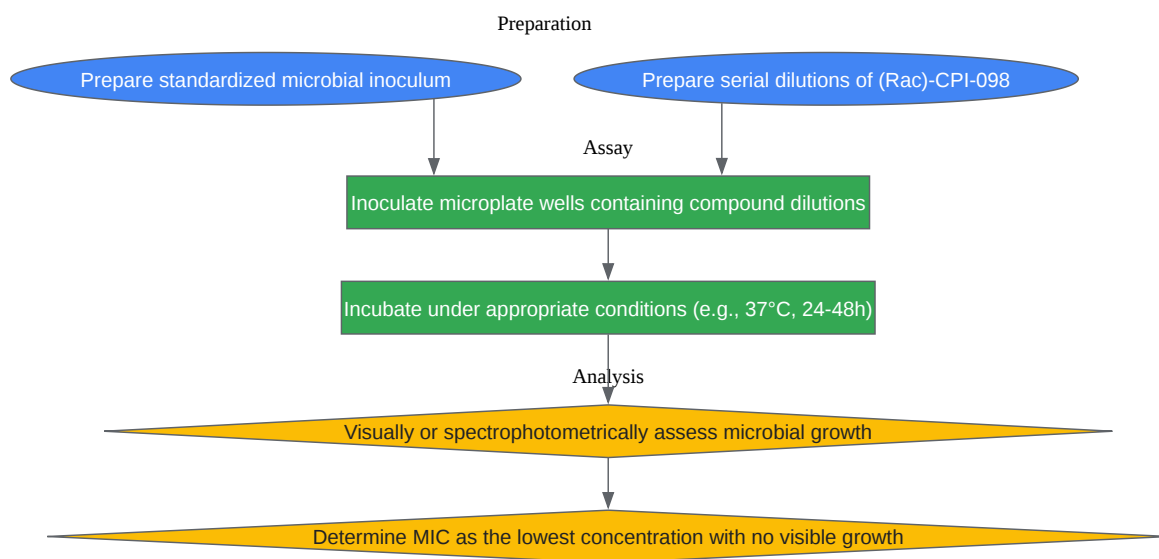 Preparation
Prepare standardized microbial inoculum
Prepare serial dilutions of (Rac)-CPI-098
Assay
Inoculate microplate wells containing compound dilutions
Incubate under appropriate conditions (e.g., 37°C, 24-48h)
Analysis
Visually or spectrophotometrically assess microbial growth
Determine MIC as the lowest concentration with no visible growth